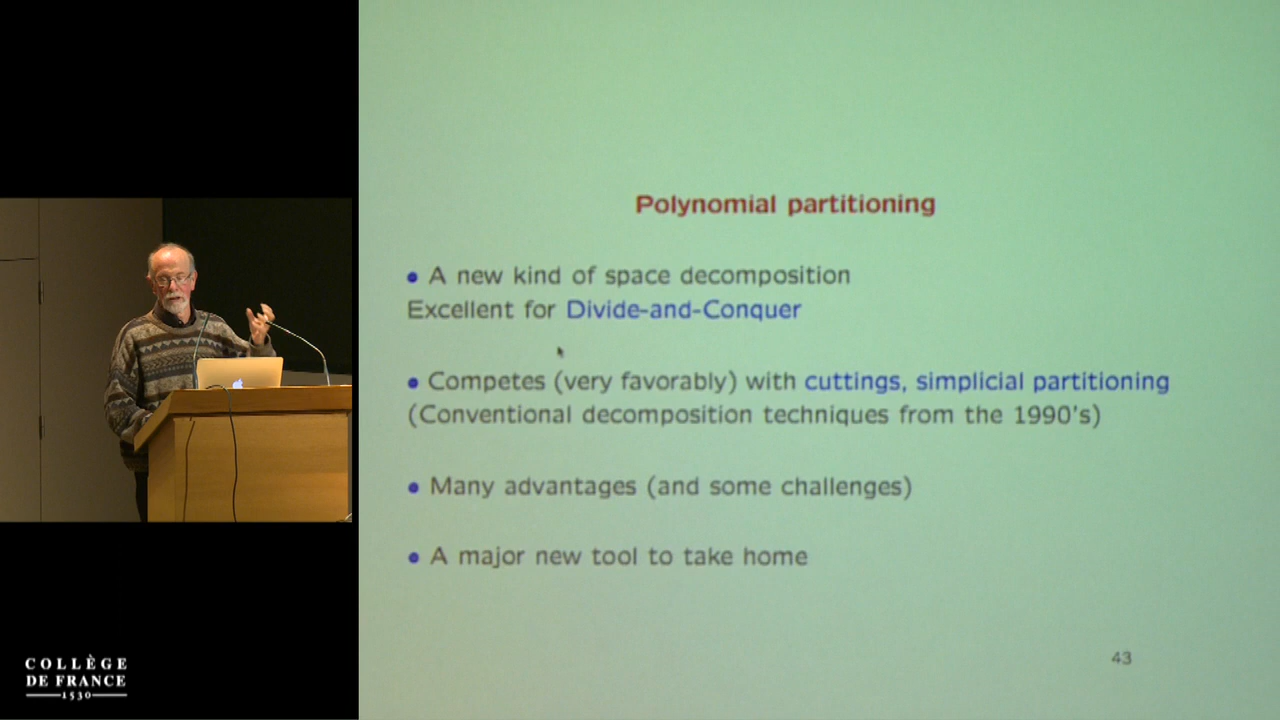 Polynomial partitioning
• A new kind of space decomposition
Excellent for Divide-and-Conquer
• Competes (very favorably) with cuttings, simplicial partitioning
(Conventional decomposition techniques from the 1990's)
• Many advantages (and some challenges)
• A major new tool to take home
43
COLLÈGE
DE FRANCE
1530